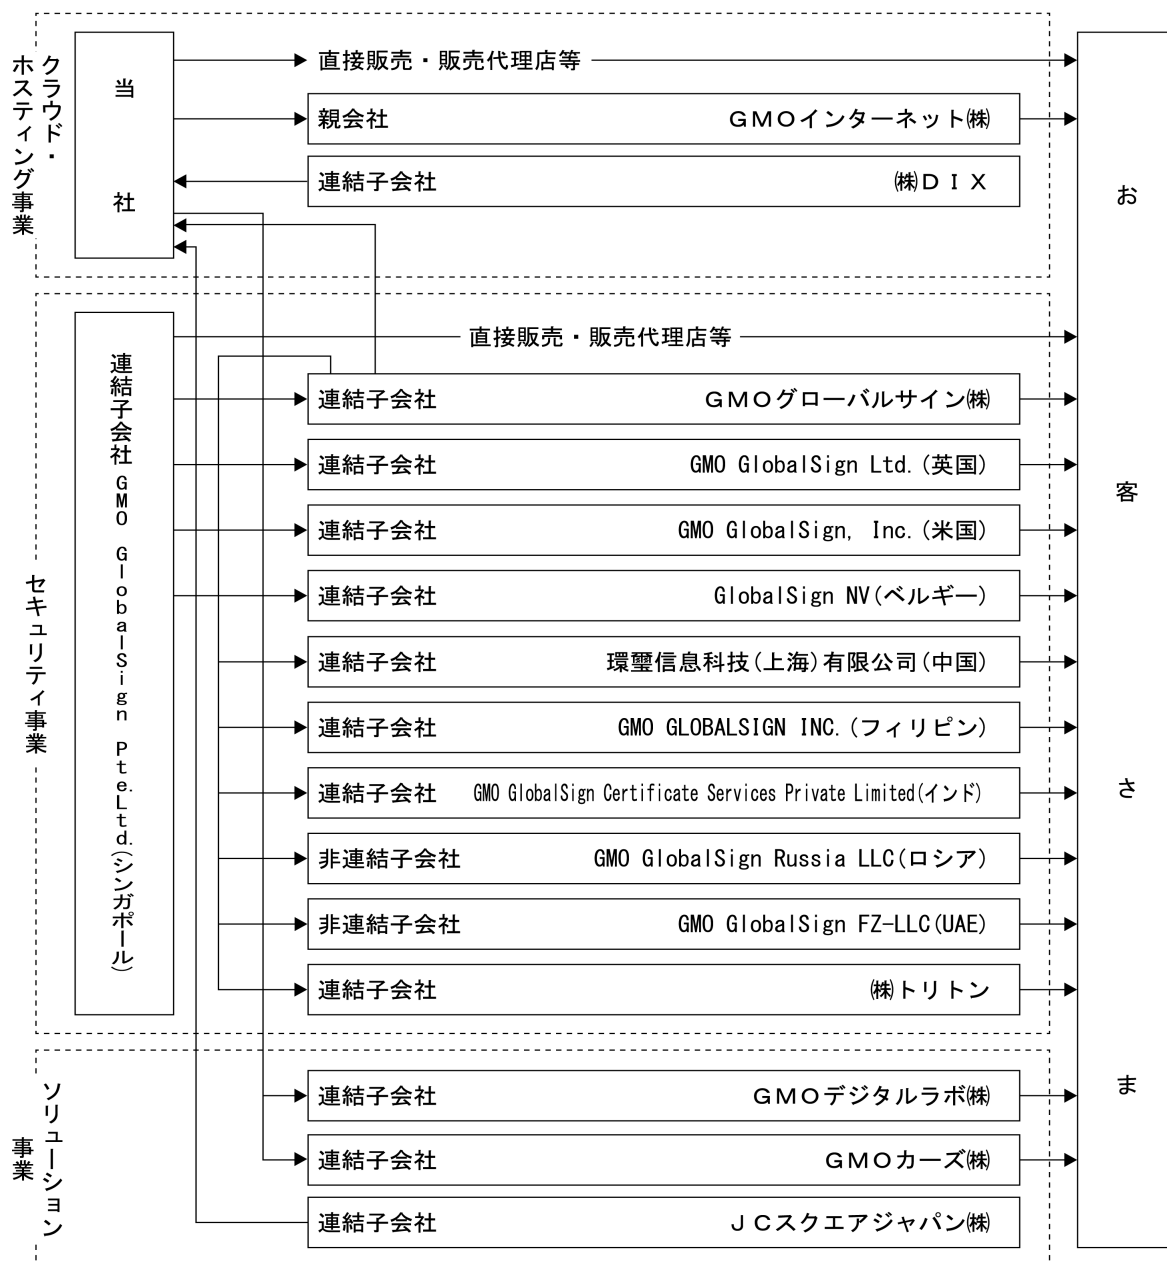 クラウド・
ホスティング事業
当社
直接販売・販売代理店等
親会社 GMOインターネット㈱
連結子会社 ㈱DIX
セキュリティ事業
連結子会社 GMO GlobalSign Pte.Ltd.(シンガポール)
直接販売・販売代理店等
連結子会社 GMOグローバルサイン㈱
連結子会社 GMO GlobalSign Ltd.(英国)
連結子会社 GMO GlobalSign, Inc.(米国)
連結子会社 GlobalSign NV(ベルギー)
連結子会社 環璽信息科技(上海)有限公司(中国)
連結子会社 GMO GLOBALSIGN INC.(フィリピン)
連結子会社 GMO GlobalSign Certificate Services Private Limited(インド)
非連結子会社 GMO GlobalSign Russia LLC(ロシア)
非連結子会社 GMO GlobalSign FZ-LLC(UAE)
連結子会社 ㈱トリトン
ソリューション
事業
連結子会社 GMOデジタルラボ㈱
連結子会社 GMOカーズ㈱
連結子会社 JCスクエアジャパン㈱
お客さま